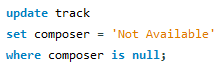 update track
set composer = 'Not Available'
where composer is null;